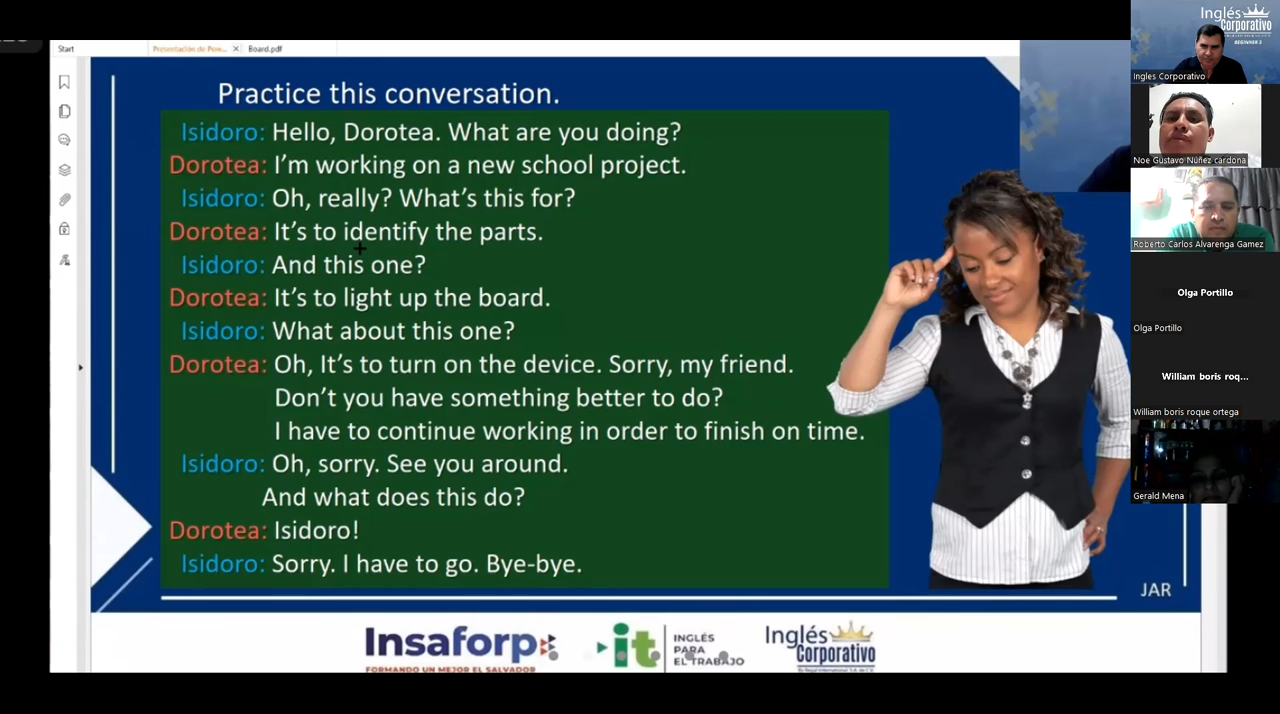 Start
Presentación de Pow...
Board.pdf
Practice this conversation.
Isidoro: Hello, Dorotea. What are you doing?
Dorotea: I'm working on a new school project.
Isidoro: Oh, really? What's this for?
Dorotea: It's to identify the parts.
Isidoro: And this one?
Dorotea: It's to light up the board.
Isidoro: What about this one?
Dorotea: Oh, It's to turn on the device. Sorry, my friend.
Don't you have something better to do?
I have to continue working in order to finish on time.
Isidoro: Oh, sorry. See you around.
And what does this do?
Dorotea: Isidoro!
Isidoro: Sorry. I have to go. Bye-bye.
JAR
Insaforp
FORMANDO UN MEJOR EL SALVADOR
it
INGLÉS
PARA
EL TRABAJO
Inglés
Corporativo
Inglés
Corporativo
BEGINNER 2
Ingles Corporativo
Noe Gustavo Núñez cardona
Roberto Carlos Alvarenga Gamez
Olga Portillo
Olga Portillo
William boris roq...
William boris roque ortega
Gerald Mena